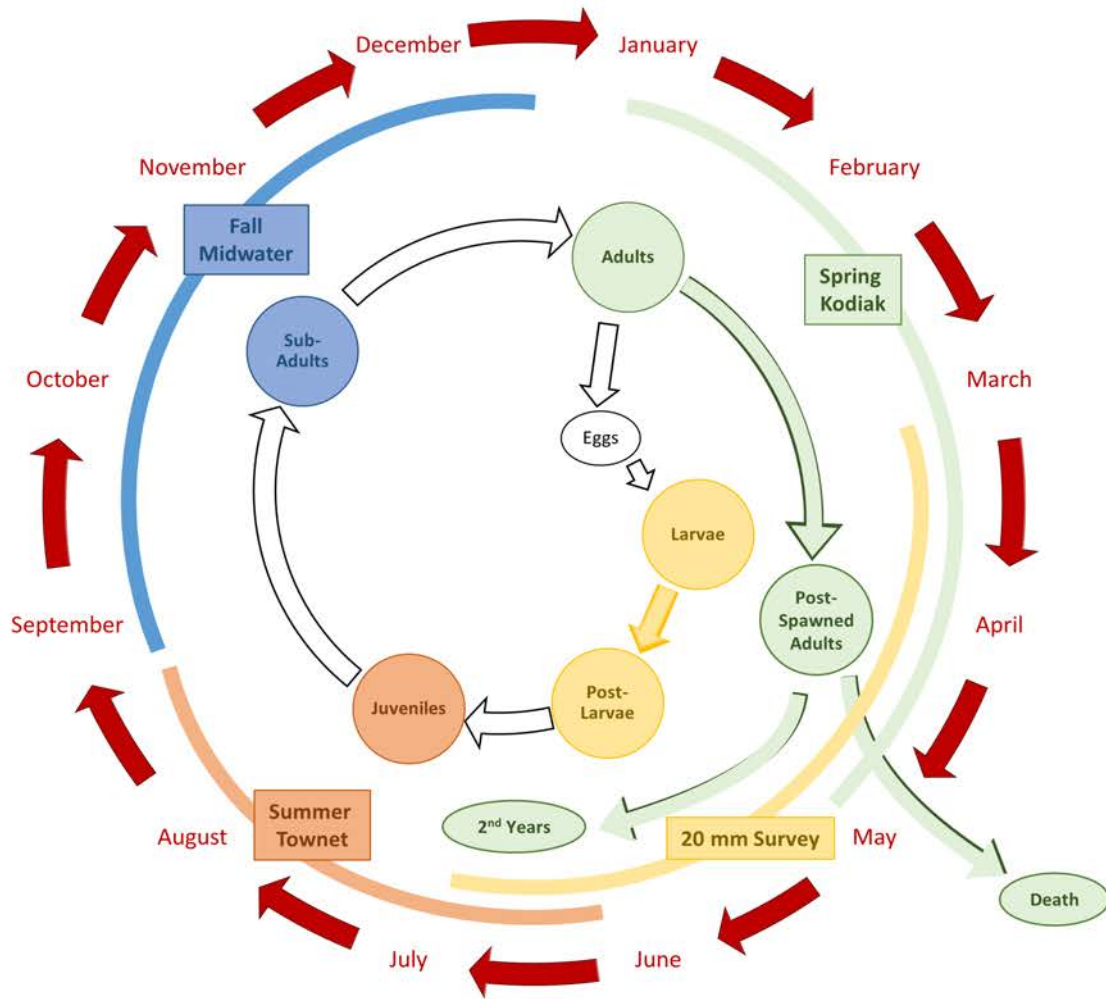 December
January
November
February
Fall
Midwater
Adults
Spring
Kodiak
Sub-
Adults
October
March
Eggs
Larvae
September
Post-
Spawned
Adults
April
Juveniles
Post-
Larvae
August
Summer
Townet
2nd Years
20 mm Survey
May
Death
July
June